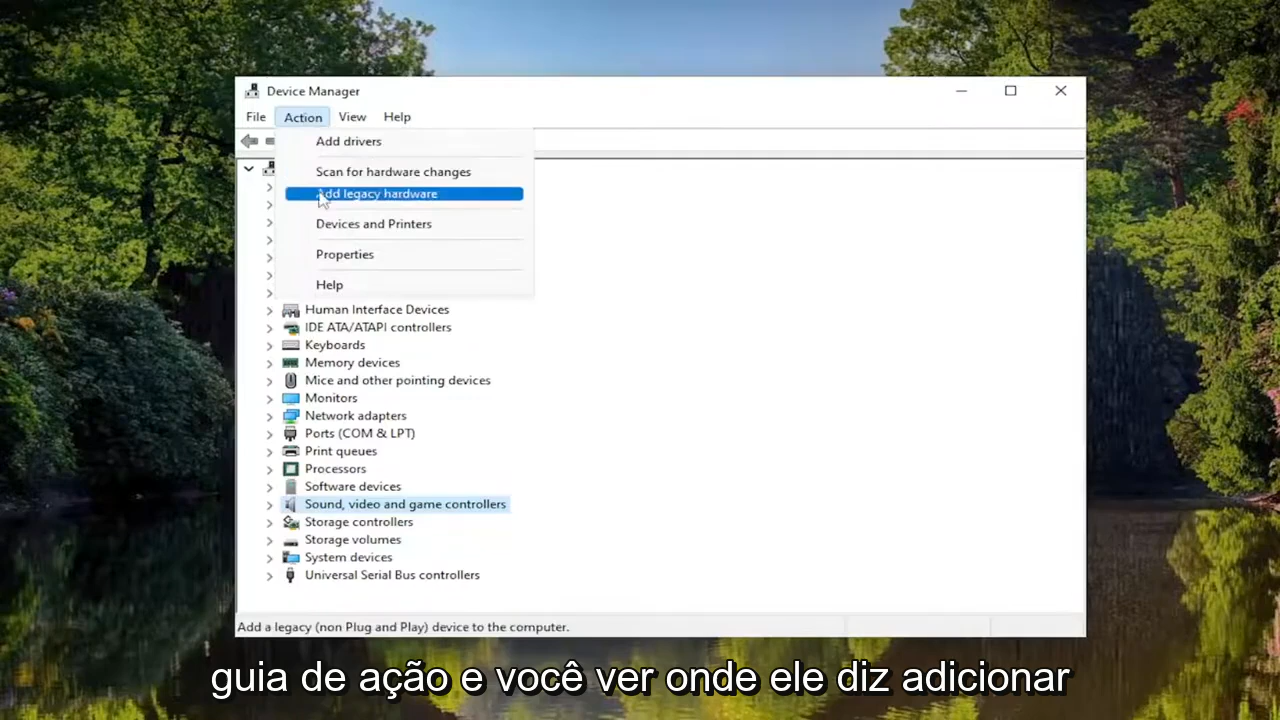 Device Manager
File Action View Help
Add drivers
Scan for hardware changes
Add legacy hardware
Devices and Printers
Properties
Help
Human Interface Devices
IDE ATA/ATAPI controllers
Keyboards
Memory devices
Mice and other pointing devices
Monitors
Network adapters
Ports (COM & LPT)
Print queues
Processors
Software devices
Sound, video and game controllers
Storage controllers
Storage volumes
System devices
Universal Serial Bus controllers
Add a legacy (non Plug and Play) device to the computer.
guia de ação e você ver onde ele diz adicionar